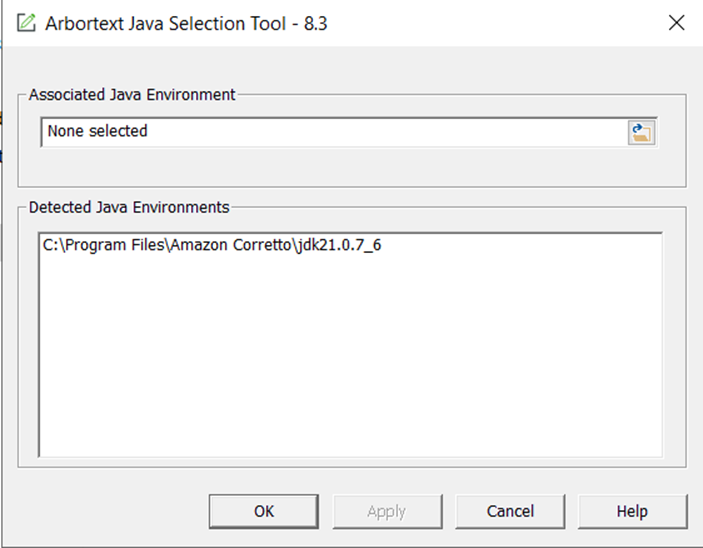 Arbortext Java Selection Tool - 8.3
Associated Java Environment
None selected
Detected Java Environments
C:\Program Files\Amazon Corretto\jdk21.0.7_6
OK Apply Cancel Help